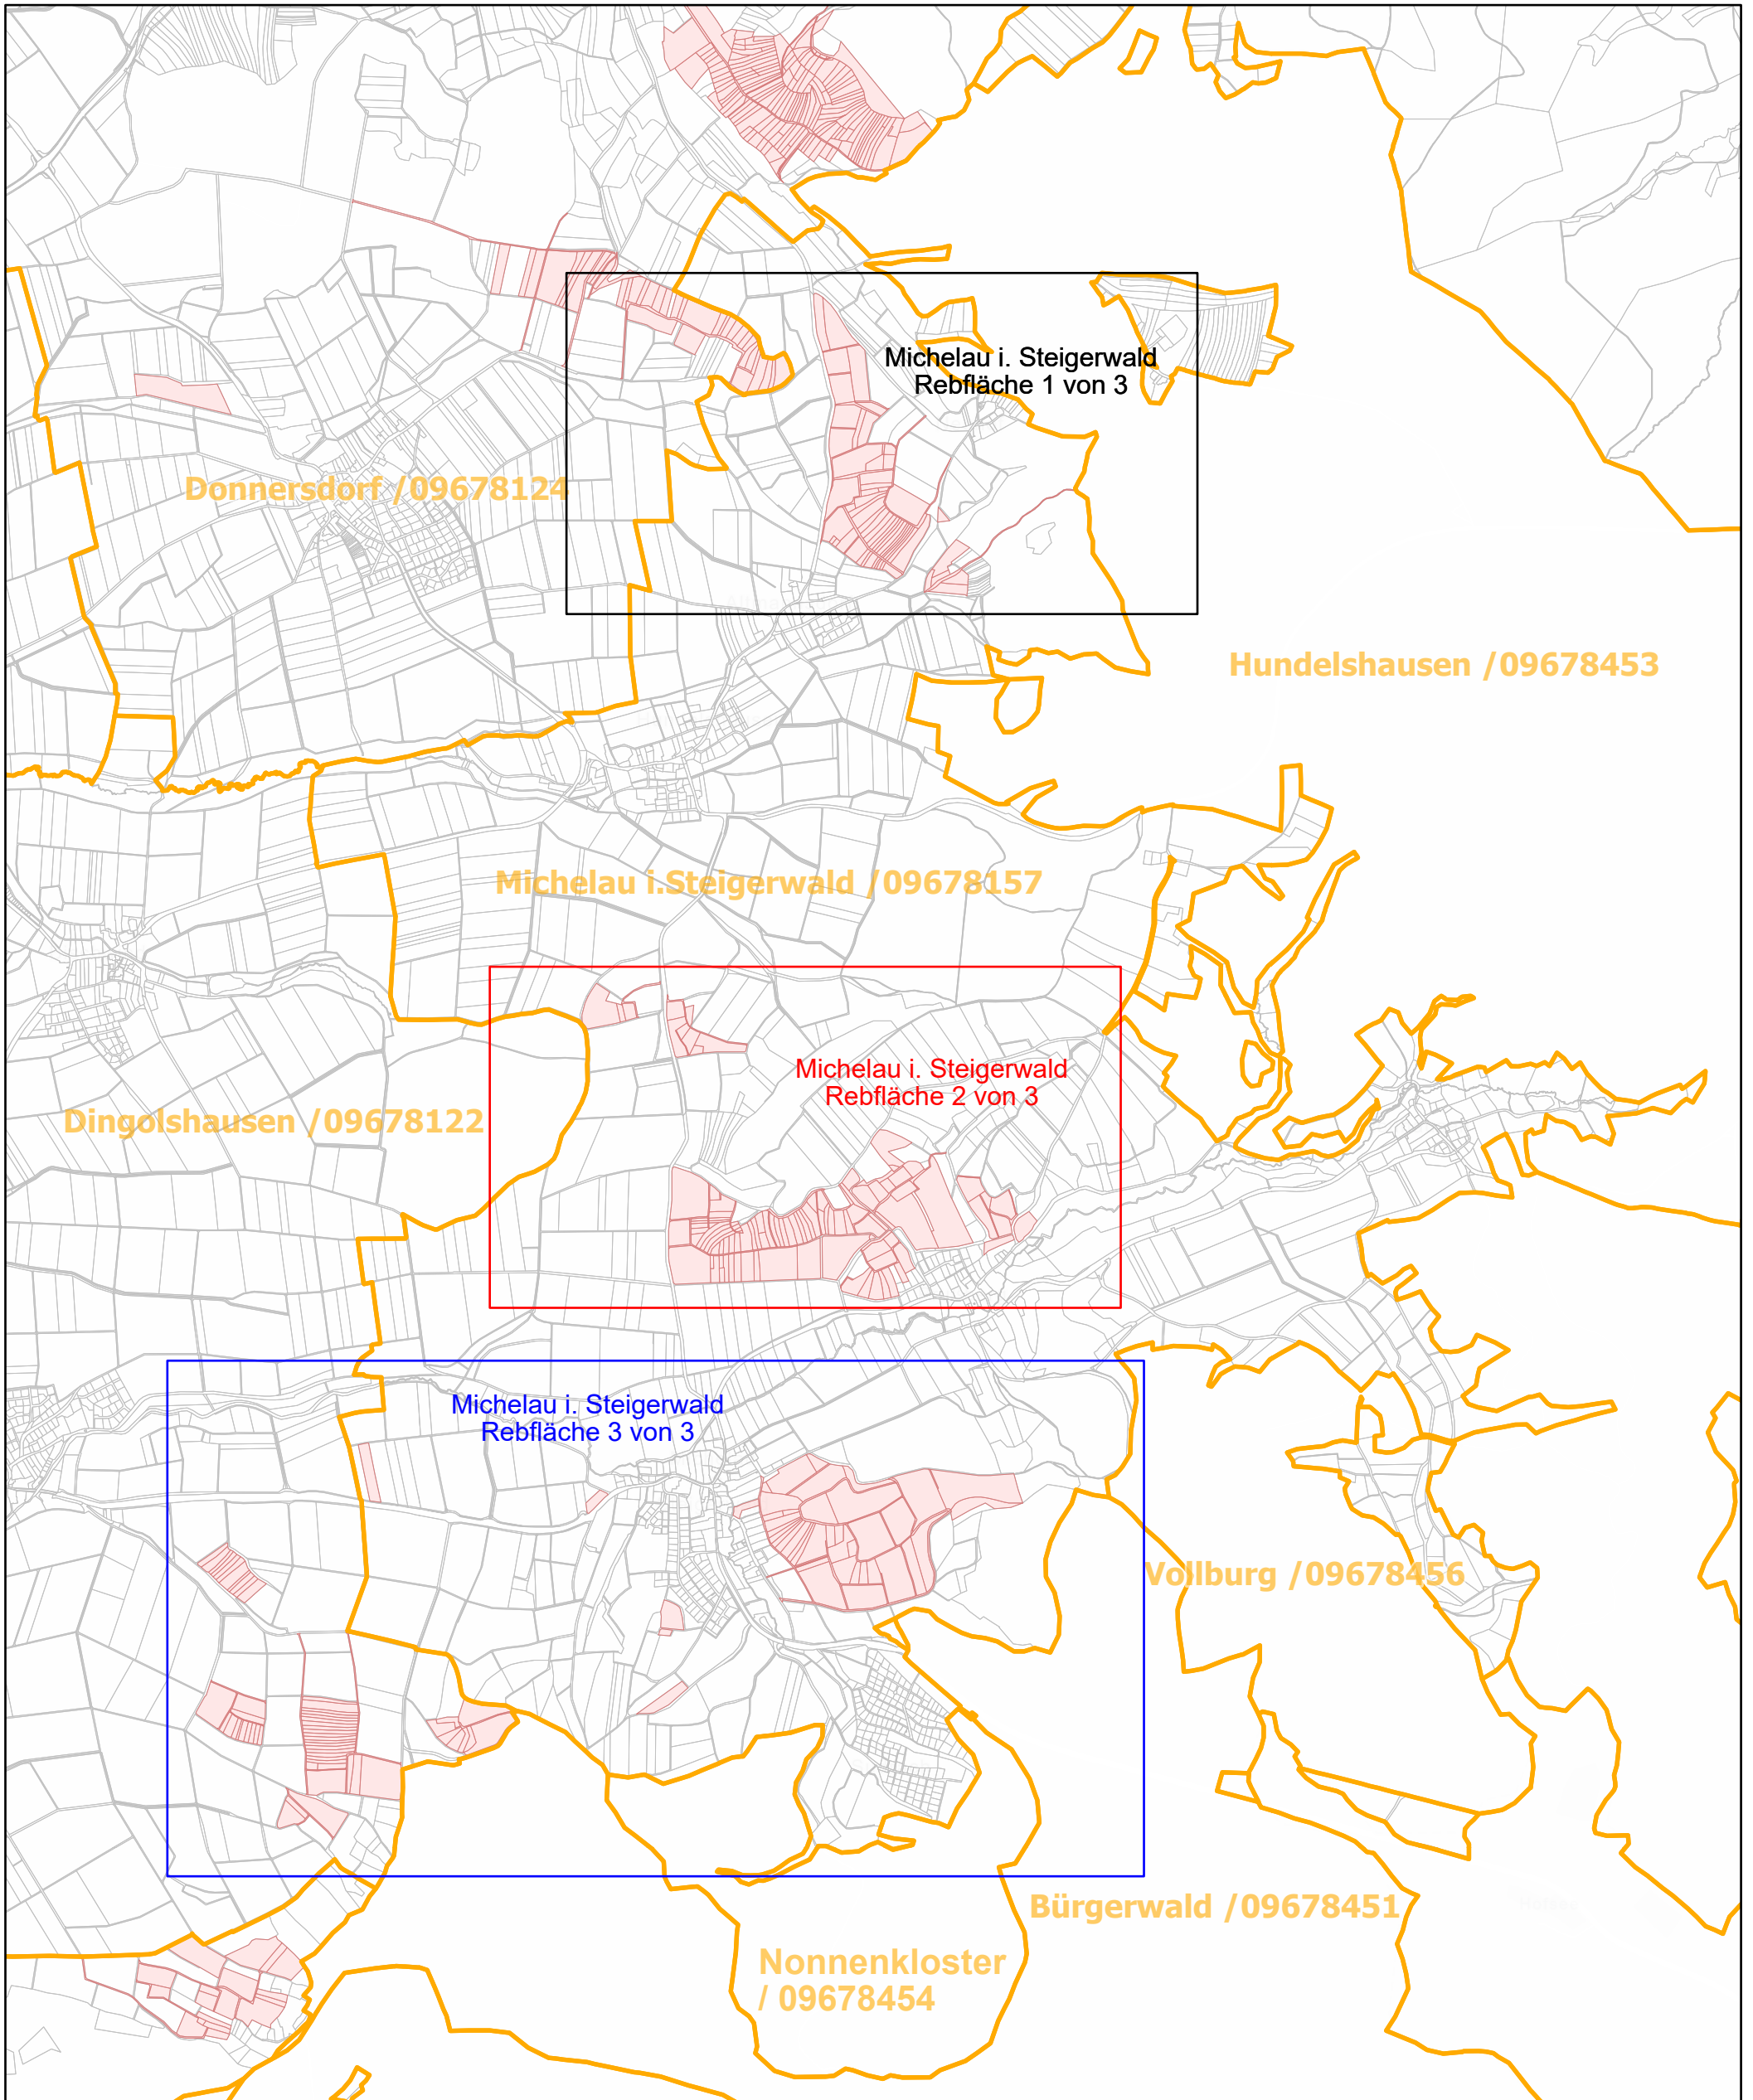 Michelau i. Steigerwald
Rebfläche 1 von 3
Donnersdorf /09678124
Hundelshausen /09678453
Michelau i.Steigerwald /09678157
Michelau i. Steigerwald
Rebfläche 2 von 3
Dingolshausen /09678122
Michelau i. Steigerwald
Rebfläche 3 von 3
Vollburg /09678456
Bürgerwald /09678451
Nonnenkloster
/ 09678454